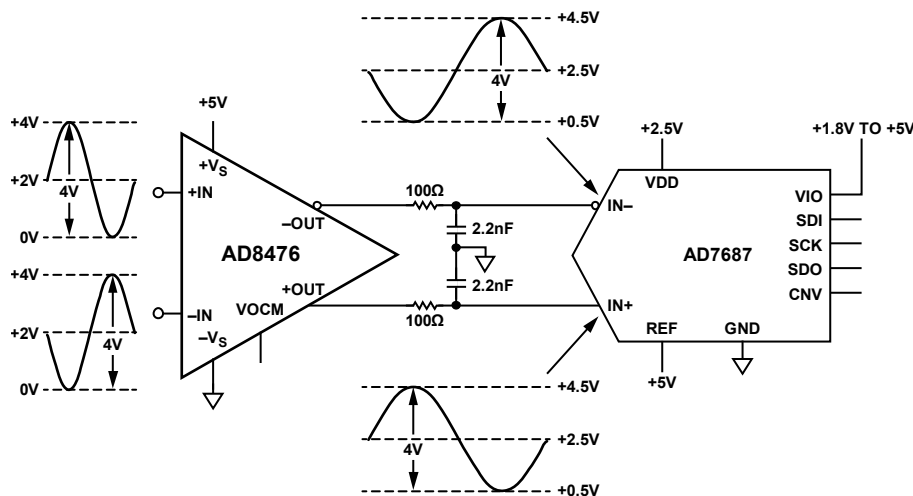 +4.5V
+2.5V
4V
+0.5V
+5V
+4V
+2V
4V
0V
+VS
+IN
–OUT
AD8476
+OUT
–IN
VOCM
–VS
+4V
+2V
4V
0V
100Ω
2.2nF
2.2nF
100Ω
+2.5V
+1.8V TO +5V
VDD
IN–
VIO
SDI
AD7687
SCK
SDO
CNV
IN+
REF
GND
+5V
+4.5V
4V
+2.5V
+0.5V